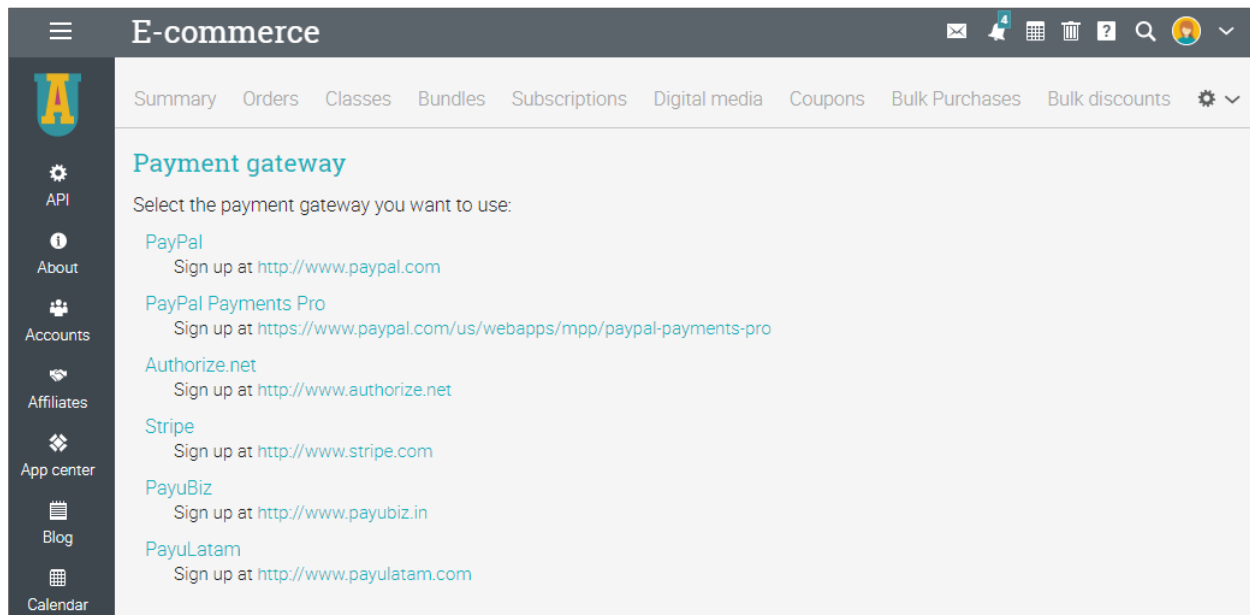 E-commerce
4
?
A
Summary Orders Classes Bundles Subscriptions Digital media Coupons Bulk Purchases Bulk discounts
API
About
Accounts
Affiliates
App center
Blog
Calendar
Payment gateway
Select the payment gateway you want to use:
PayPal
Sign up at http://www.paypal.com
PayPal Payments Pro
Sign up at https://www.paypal.com/us/webapps/mpp/paypal-payments-pro
Authorize.net
Sign up at http://www.authorize.net
Stripe
Sign up at http://www.stripe.com
PayuBiz
Sign up at http://www.payubiz.in
PayuLatam
Sign up at http://www.payulatam.com